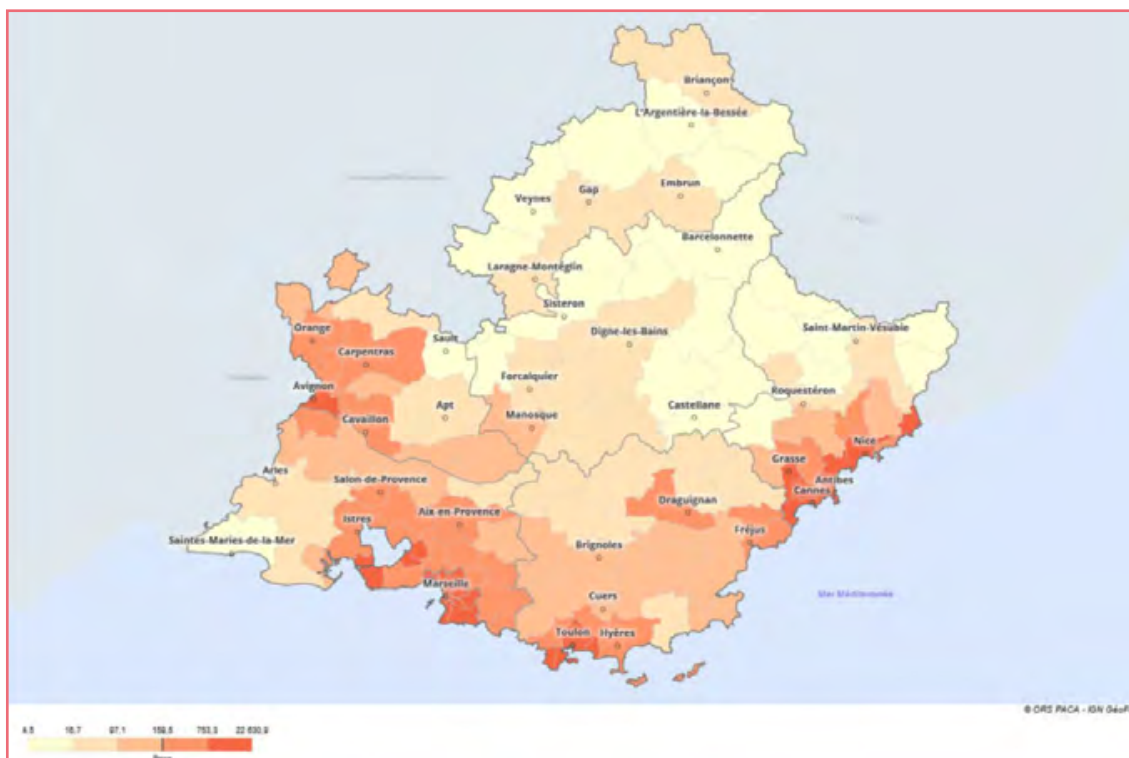 Briançon
L'Argentière-la-Bessée
Embrun
Gap
Veynes
Barcelonnette
Laragne-Montéglin
Sisteron
Saint-Martin-Vésubie
Orange
Sault
Digne-les-Bains
Carpentras
Forcalquier
Roquestéron
Avignon
Apt
Castellane
Manosque
Cavaillon
Nice
Grasse
Arles
Salon-de-Provence
Antibes
Cannes
Draguignan
Istres
Aix-en-Provence
Fréjus
Saintes-Maries-de-la-Mer
Brignoles
Marseille
Mer Méditerranée
Cuers
Toulon
Hyères
© ORS PACA - IGN GéoF
4,5 16,7 97,1 159,5 753,3 22 630,9